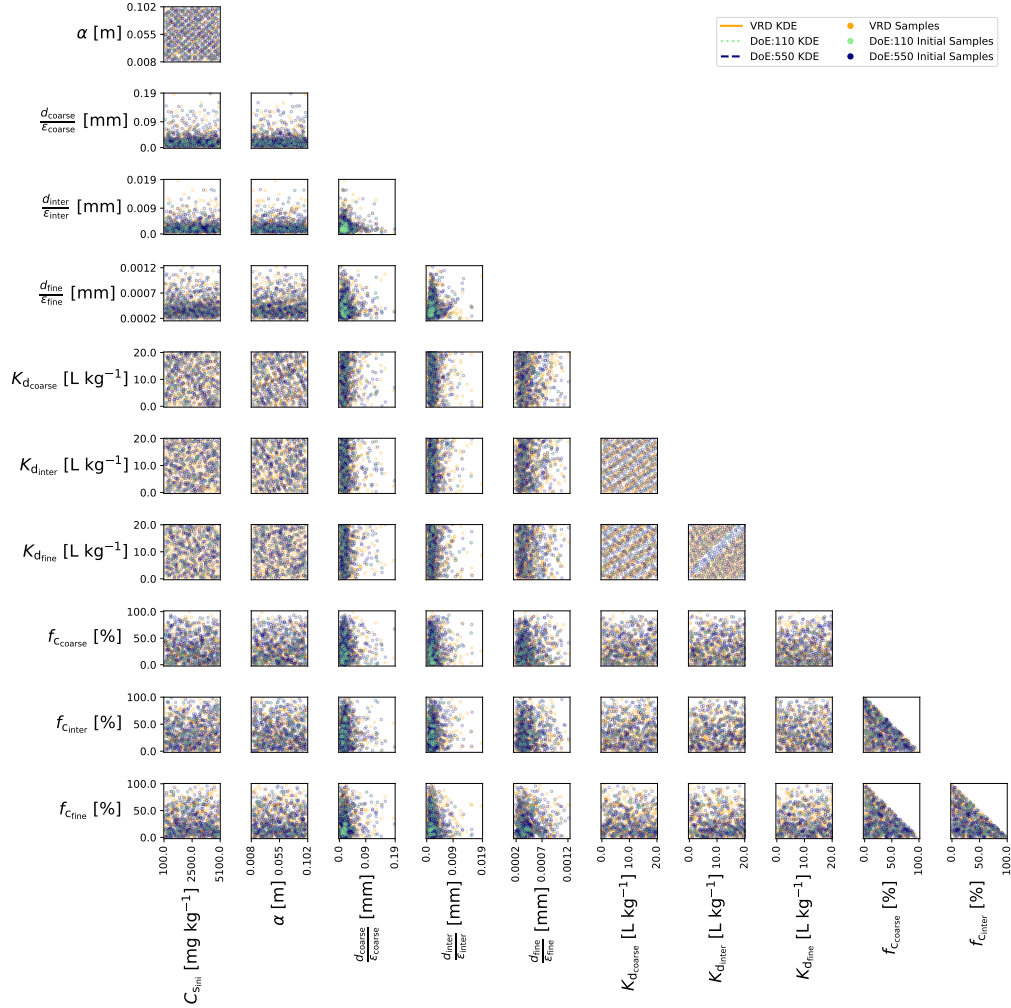 VRD KDE
DoE:110 KDE
DoE:550 KDE
VRD Samples
DoE:110 Initial Samples
DoE:550 Initial Samples
α [m]
0.102
0.055
0.008
d_coarse/ε_coarse [mm]
0.19
0.09
0.0
d_inter/ε_inter [mm]
0.019
0.009
0.0
d_fine/ε_fine [mm]
0.0012
0.0007
0.0002
K_d_coarse [L kg⁻¹]
20.0
10.0
0.0
K_d_inter [L kg⁻¹]
20.0
10.0
0.0
K_d_fine [L kg⁻¹]
20.0
10.0
0.0
f_c_coarse [%]
100.0
50.0
0.0
f_c_inter [%]
100.0
50.0
0.0
f_c_fine [%]
100.0
50.0
0.0
100.0
2500.0
5100.0
C_s_ini [mg kg⁻¹]
0.008
0.055
0.102
α [m]
0.0
0.09
0.19
d_coarse/ε_coarse [mm]
0.0
0.009
0.019
d_inter/ε_inter [mm]
0.0002
0.0007
0.0012
d_fine/ε_fine [mm]
0.0
10.0
20.0
K_d_coarse [L kg⁻¹]
0.0
10.0
20.0
K_d_inter [L kg⁻¹]
0.0
10.0
20.0
K_d_fine [L kg⁻¹]
0.0
50.0
100.0
f_c_coarse [%]
0.0
50.0
100.0
f_c_inter [%]